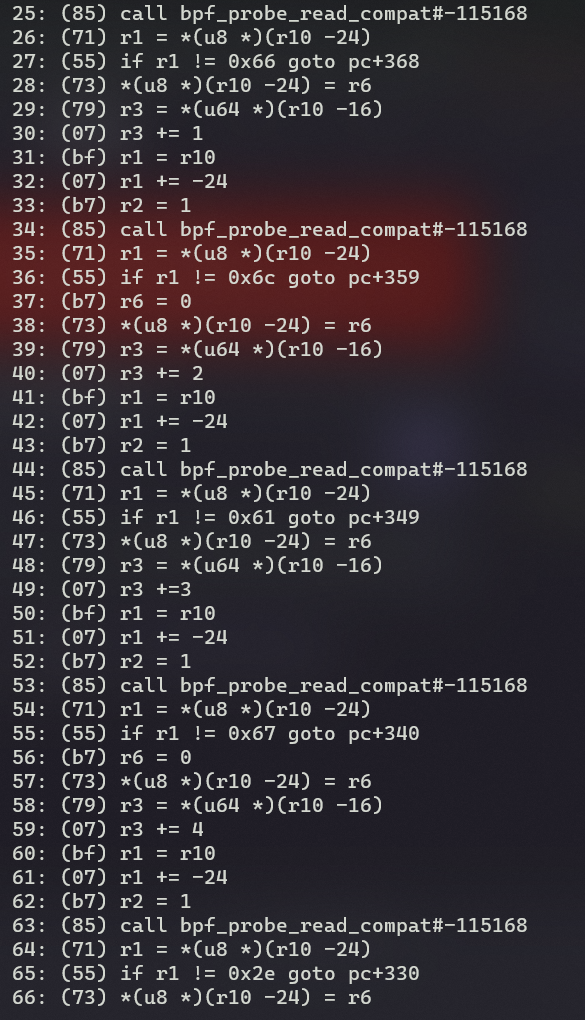 25: (85) call bpf_probe_read_compat#-115168
26: (71) r1 = *(u8 *)(r10 -24)
27: (55) if r1 != 0x66 goto pc+368
28: (73) *(u8 *)(r10 -24) = r6
29: (79) r3 = *(u64 *)(r10 -16)
30: (07) r3 += 1
31: (bf) r1 = r10
32: (07) r1 += -24
33: (b7) r2 = 1
34: (85) call bpf_probe_read_compat#-115168
35: (71) r1 = *(u8 *)(r10 -24)
36: (55) if r1 != 0x6c goto pc+359
37: (b7) r6 = 0
38: (73) *(u8 *)(r10 -24) = r6
39: (79) r3 = *(u64 *)(r10 -16)
40: (07) r3 += 2
41: (bf) r1 = r10
42: (07) r1 += -24
43: (b7) r2 = 1
44: (85) call bpf_probe_read_compat#-115168
45: (71) r1 = *(u8 *)(r10 -24)
46: (55) if r1 != 0x61 goto pc+349
47: (73) *(u8 *)(r10 -24) = r6
48: (79) r3 = *(u64 *)(r10 -16)
49: (07) r3 +=3
50: (bf) r1 = r10
51: (07) r1 += -24
52: (b7) r2 = 1
53: (85) call bpf_probe_read_compat#-115168
54: (71) r1 = *(u8 *)(r10 -24)
55: (55) if r1 != 0x67 goto pc+340
56: (b7) r6 = 0
57: (73) *(u8 *)(r10 -24) = r6
58: (79) r3 = *(u64 *)(r10 -16)
59: (07) r3 += 4
60: (bf) r1 = r10
61: (07) r1 += -24
62: (b7) r2 = 1
63: (85) call bpf_probe_read_compat#-115168
64: (71) r1 = *(u8 *)(r10 -24)
65: (55) if r1 != 0x2e goto pc+330
66: (73) *(u8 *)(r10 -24) = r6